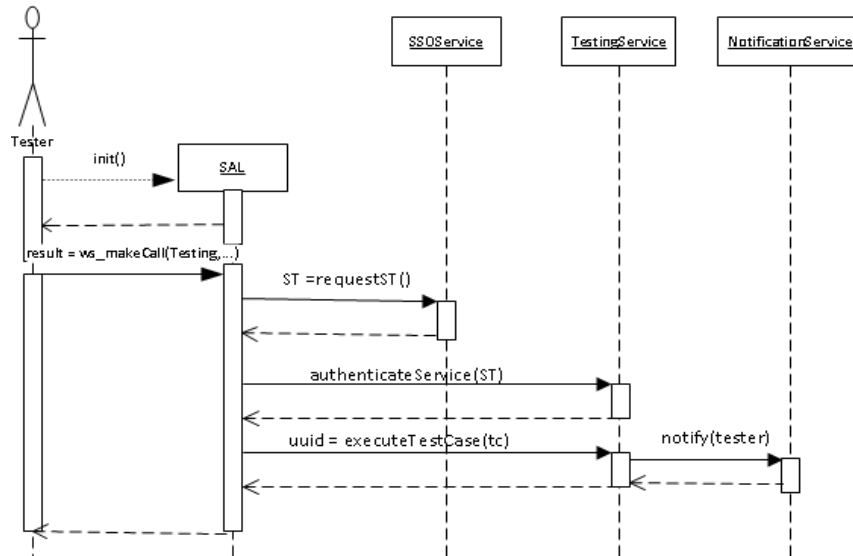 SSOService
TestingService
NotificationService
Tester
init()
SAL
result = ws_makeCall(Testing,...)
ST =requestST()
authenticateService(ST)
uuid = executeTestCase(tc)
notify(tester)